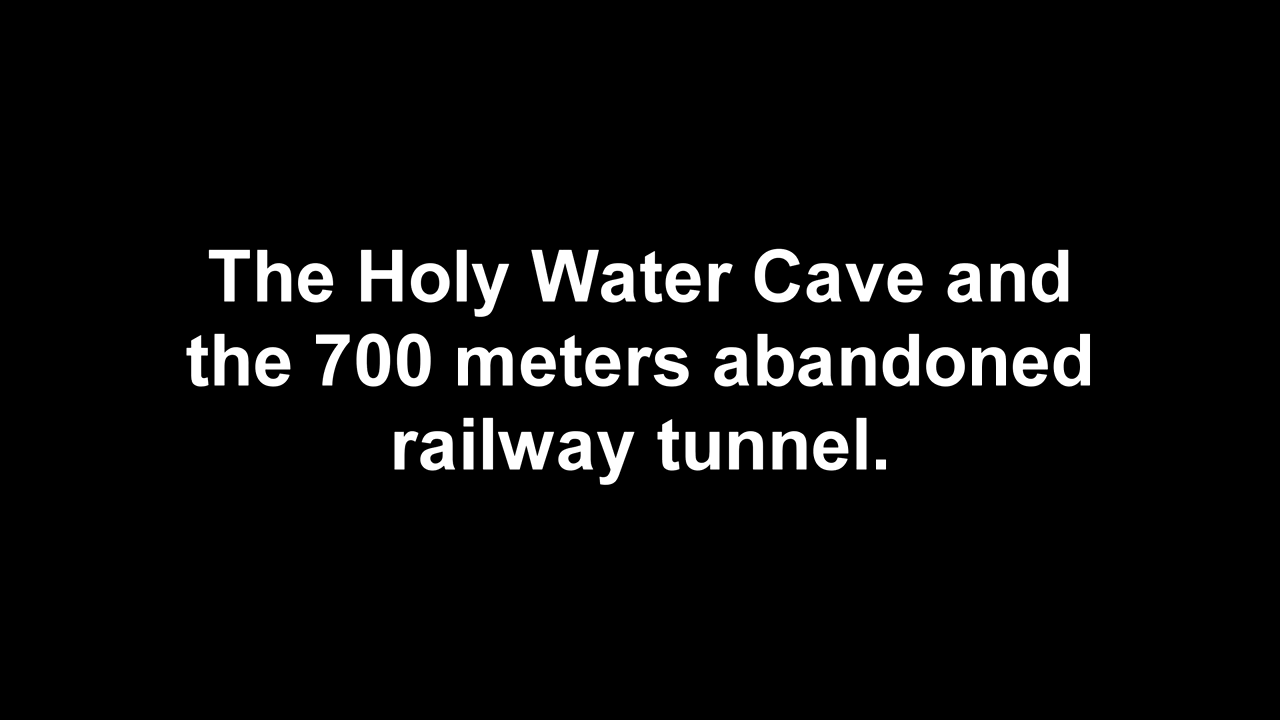 The Holy Water Cave and
the 700 meters abandoned
railway tunnel.